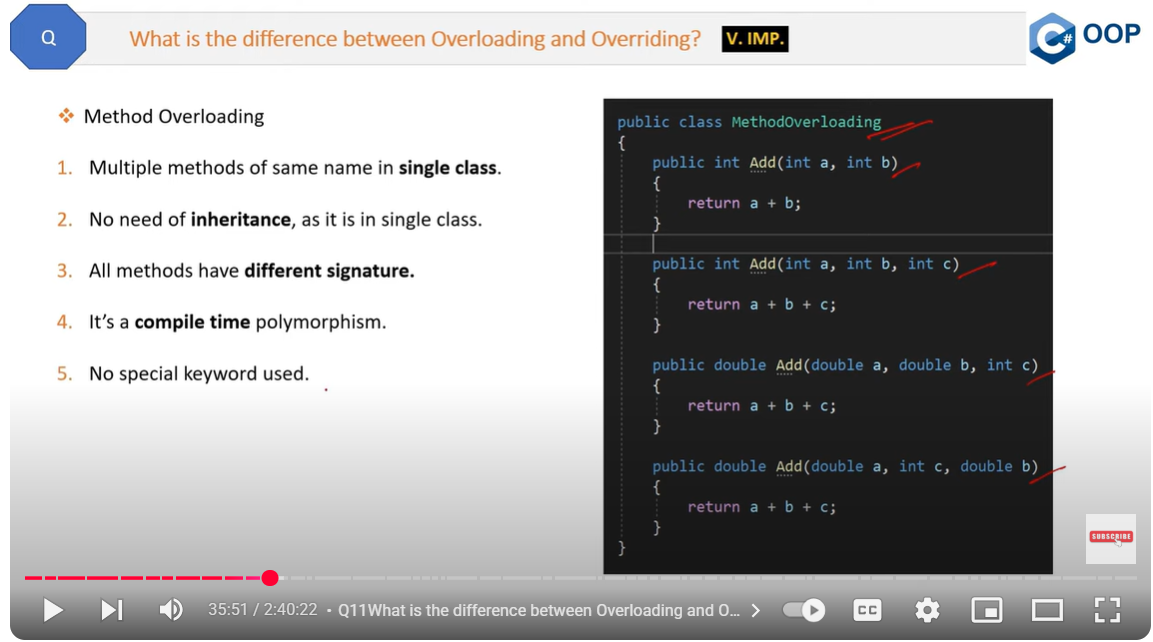 Q
What is the difference between Overloading and Overriding?
V. IMP.
C# OOP
Method Overloading
1. Multiple methods of same name in single class.
2. No need of inheritance, as it is in single class.
3. All methods have different signature.
4. It's a compile time polymorphism.
5. No special keyword used.
public class MethodOverloading
{
public int Add(int a, int b)
{
return a + b;
}
public int Add(int a, int b, int c)
{
return a + b + c;
}
public double Add(double a, double b, int c)
{
return a + b + c;
}
public double Add(double a, int c, double b)
{
return a + b + c;
}
}
SUBSCRIBE
35:51 / 2:40:22 • Q11What is the difference between Overloading and O...
CC